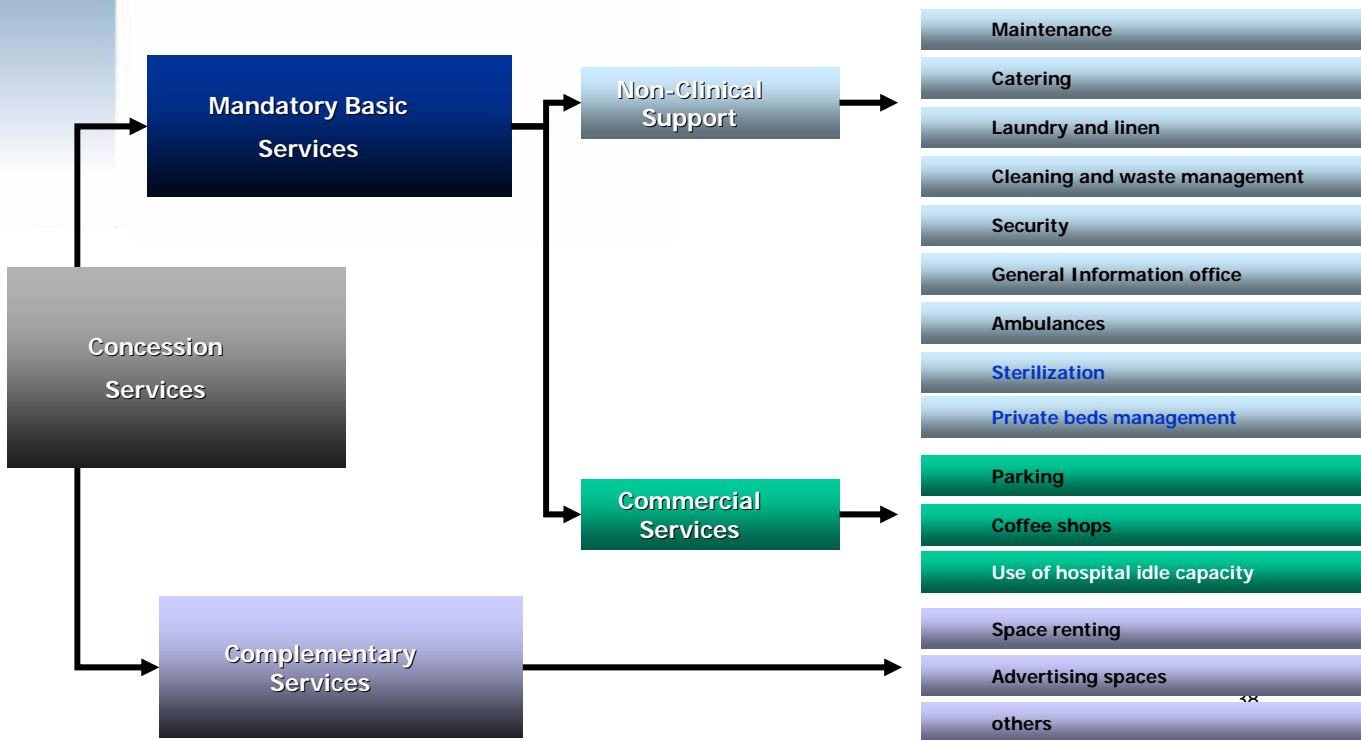 Concession
Services
Mandatory Basic
Services
Non-Clinical
Support
Maintenance
Catering
Laundry and linen
Cleaning and waste management
Security
General Information office
Ambulances
Sterilization
Private beds management
Commercial
Services
Parking
Coffee shops
Use of hospital idle capacity
Complementary
Services
Space renting
Advertising spaces
others
38